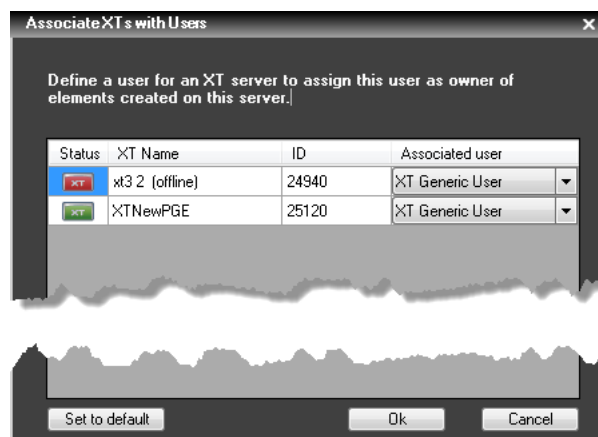 Associate XTs with Users
Define a user for an XT server to assign this user as owner of
elements created on this server.
Status XT Name ID Associated user
XT xt3 2 (offline) 24940 XT Generic User
XT XTNewPGE 25120 XT Generic User
Set to default Ok Cancel